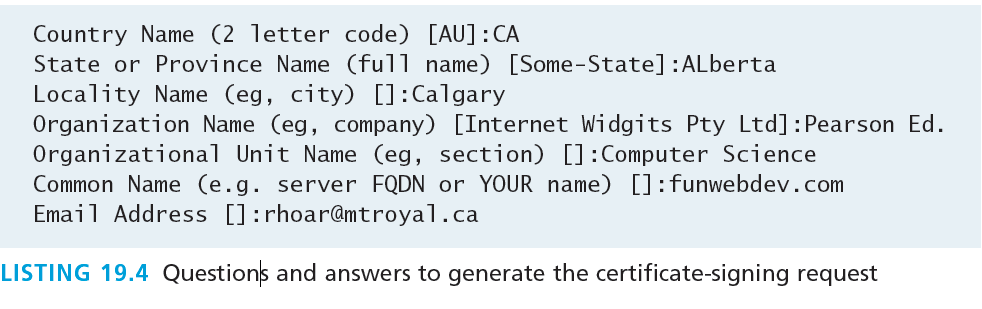 Country Name (2 letter code) [AU]:CA
State or Province Name (full name) [Some-State]:ALberta
Locality Name (eg, city) []:Calgary
Organization Name (eg, company) [Internet Widgits Pty Ltd]:Pearson Ed.
Organizational Unit Name (eg, section) []:Computer Science
Common Name (e.g. server FQDN or YOUR name) []:funwebdev.com
Email Address []:rhoar@mtroyal.ca
LISTING 19.4 Questions and answers to generate the certificate-signing request